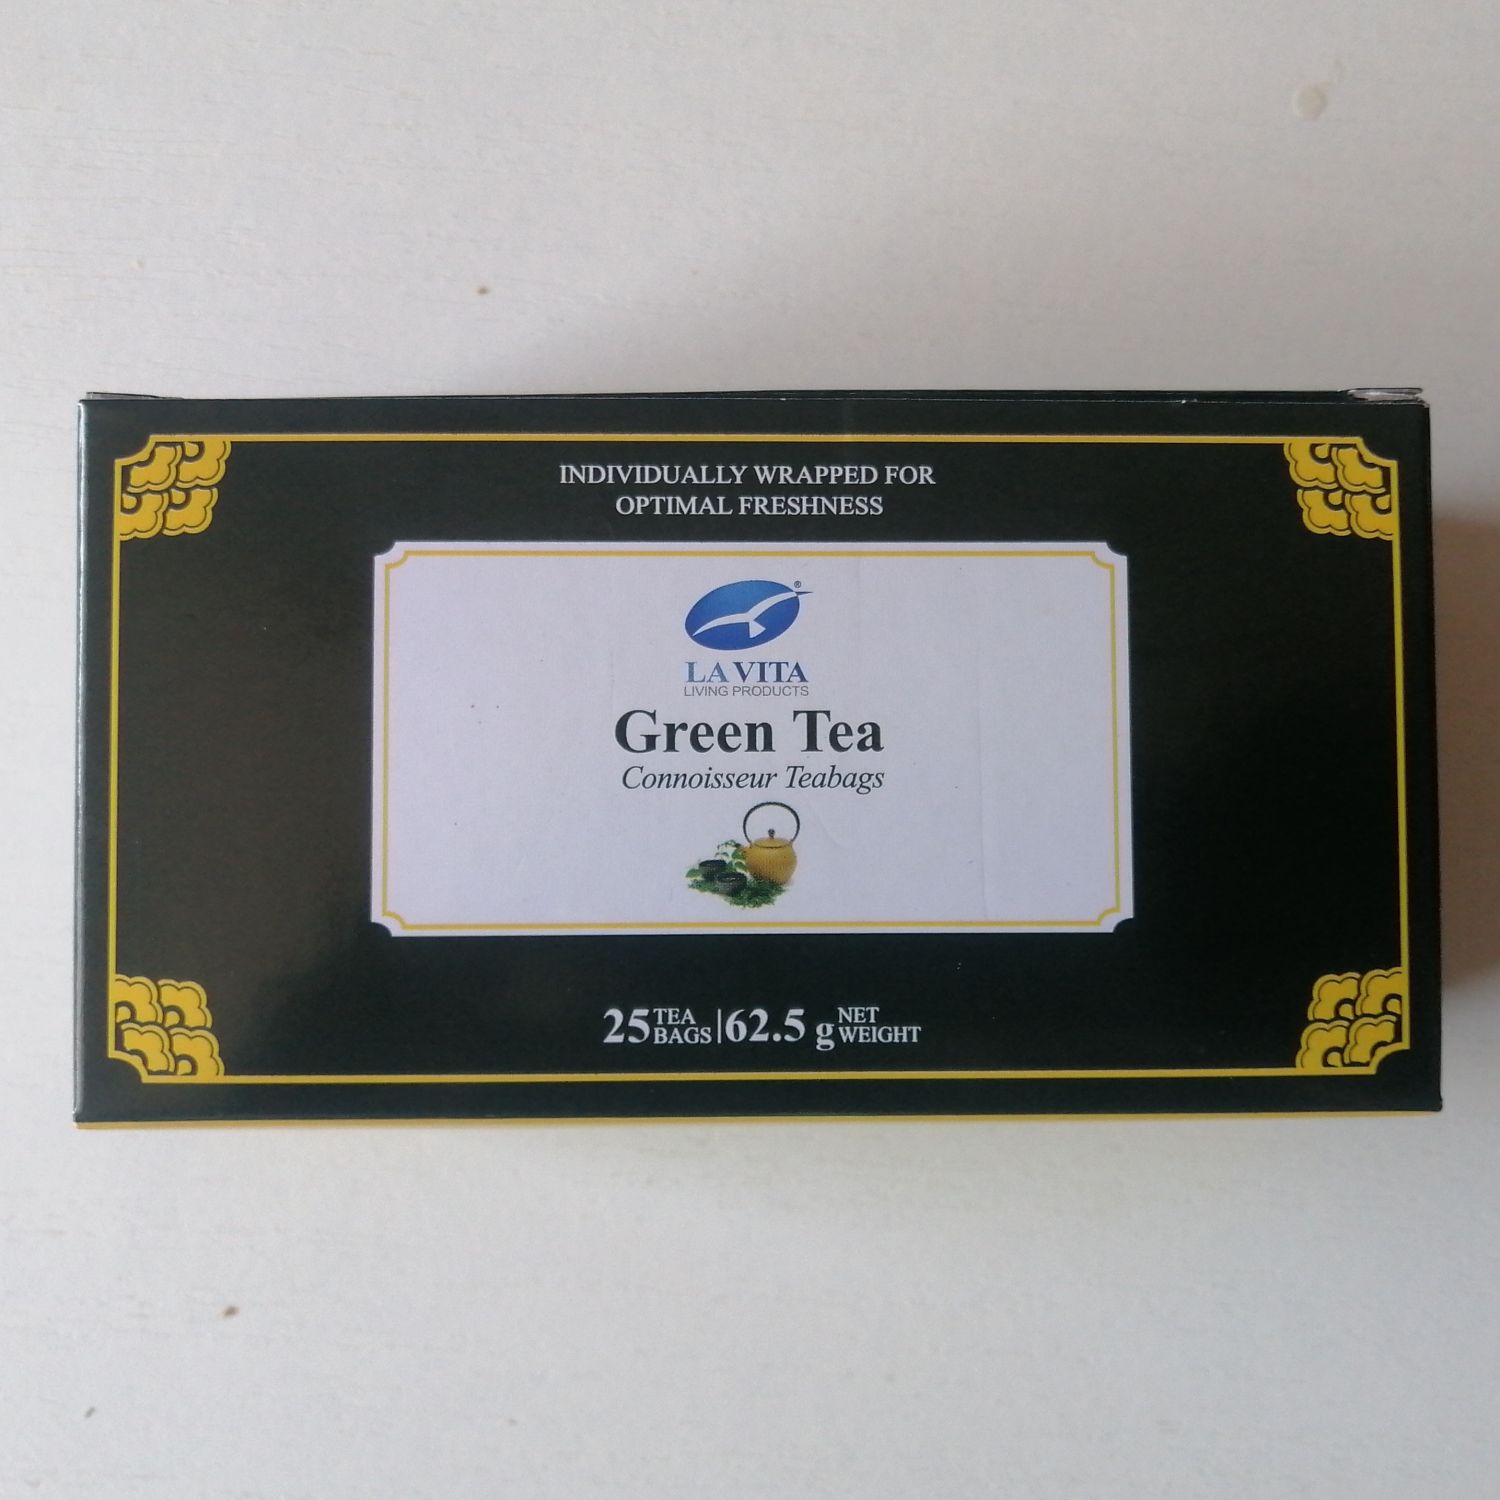 INDIVIDUALLY WRAPPED FOR
OPTIMAL FRESHNESS
®
LA VITA
LIVING PRODUCTS
Green Tea
Connoisseur Teabags
25 TEA BAGS | 62.5 g NET WEIGHT